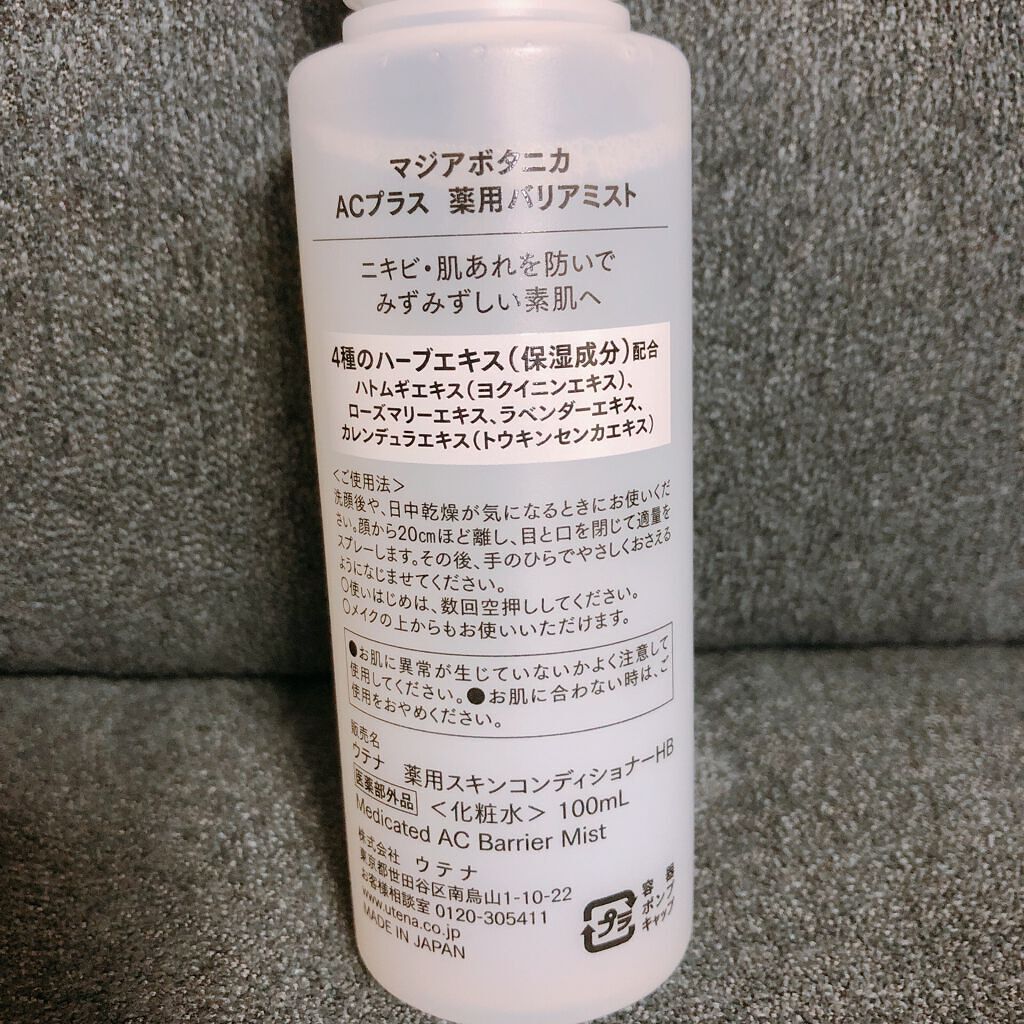 マジアボタニカ
ACプラス 薬用バリアミスト
ニキビ・肌あれを防いで
みずみずしい素肌へ
4種のハーブエキス(保湿成分)配合
ハトムギエキス(ヨクイニンエキス)、
ローズマリーエキス、ラベンダーエキス、
カレンデュラエキス(トウキンセンカエキス)
<ご使用法>
洗顔後や、日中乾燥が気になるときにお使いくだ
さい。顔から20cmほど離し、目と口を閉じて適量を
スプレーします。その後、手のひらでやさしくおさえる
ようになじませてください。
○使いはじめは、数回空押ししてください。
○メイクの上からもお使いいただけます。
●お肌に異常が生じていないかよく注意して
使用してください。●お肌に合わない時は、ご
使用をおやめください。
販売名
ウテナ 薬用スキンコンディショナーHB
医薬部外品 <化粧水> 100mL
Medicated AC Barrier Mist
株式会社 ウテナ
東京都世田谷区南烏山1-10-22
お客様相談室 0120-305411
www.utena.co.jp
MADE IN JAPAN
プラ
容器
ポンプ
キャップ